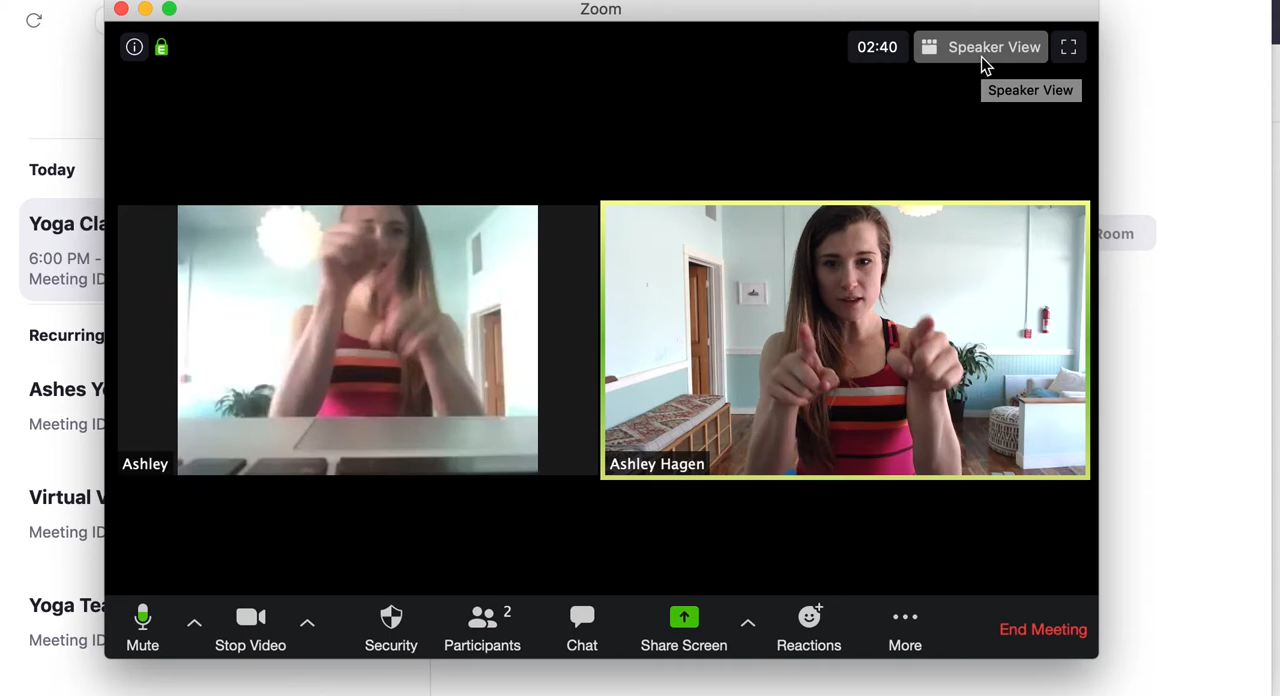 Zoom
02:40
Speaker View
Speaker View
Today
Yoga Cla
6:00 PM -
Meeting ID
Room
Recurring
Ashes Yo
Meeting ID
Ashley
Ashley Hagen
Virtual V
Meeting ID
Yoga Tea
Meeting ID
2
Mute
Stop Video
Security
Participants
Chat
Share Screen
Reactions
More
End Meeting